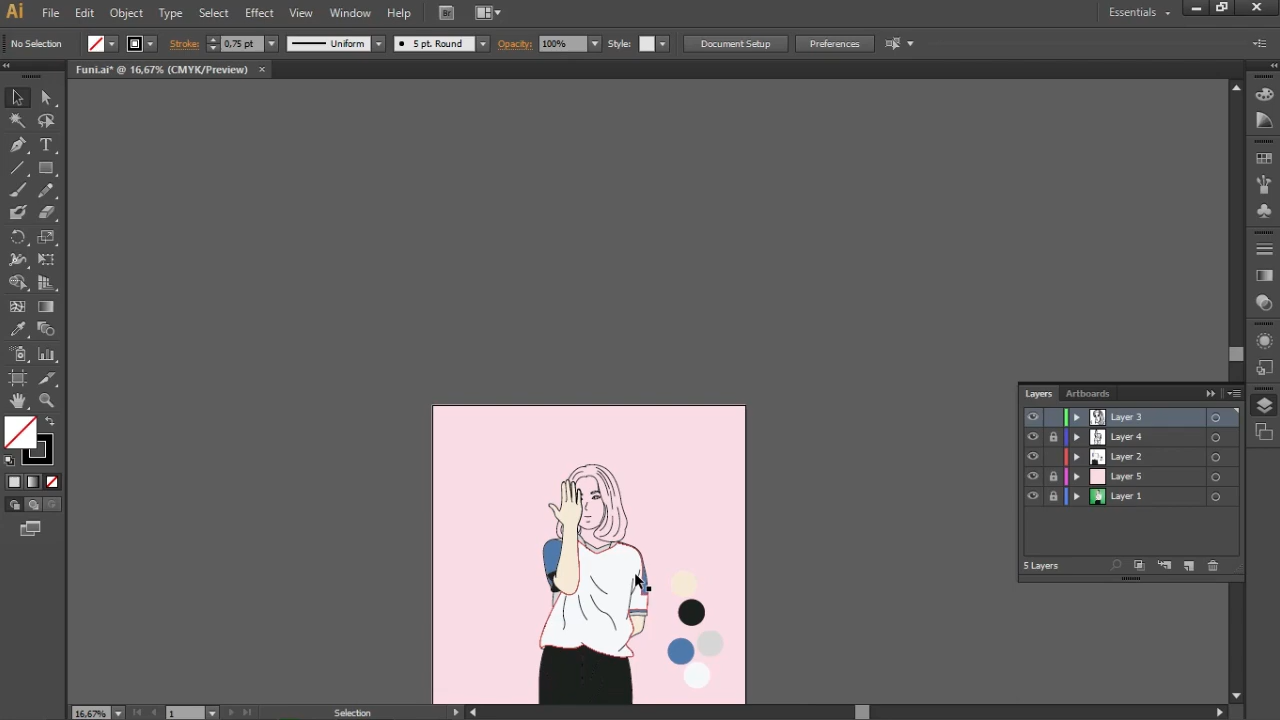 Ai File Edit Object Type Select Effect View Window Help Br Essentials
No Selection Stroke: 0,75 pt Uniform 5 pt. Round Opacity: 100% Style: Document Setup Preferences
Funi.ai* @ 16,67% (CMYK/Preview)
T
Layers Artboards
Layer 3
Layer 4
Layer 2
Layer 5
Layer 1
5 Layers
16,67% 1 Selection